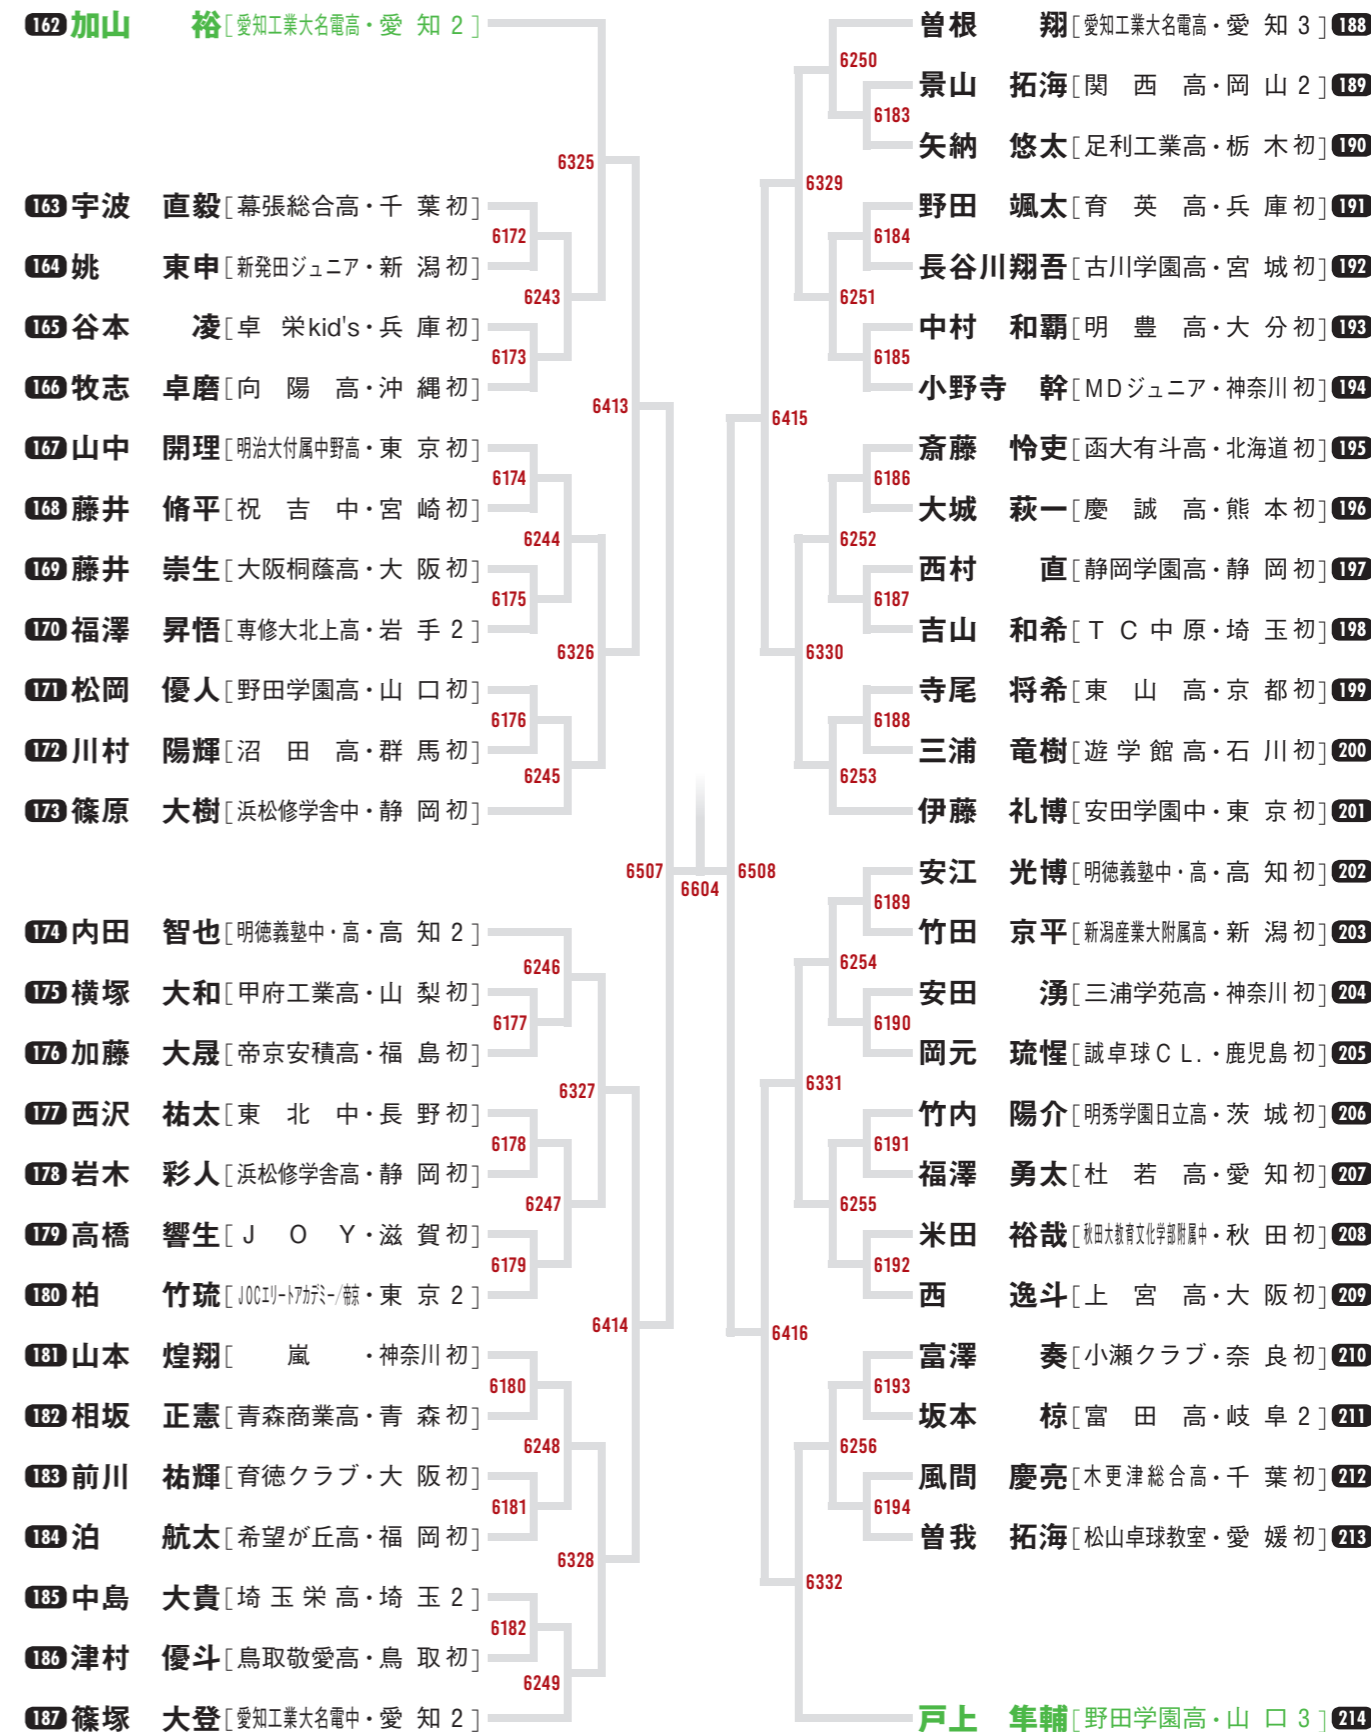 162 加山 裕[愛知工業大名電高・愛知2]
6325
163 宇波 直毅[幕張総合高・千葉初]
6172
164 姚 東申[新発田ジュニア・新潟初]
6243
165 谷本 凌[卓栄kid's・兵庫初]
6173
166 牧志 卓磨[向陽高・沖縄初]
6413
167 山中 開理[明治大付属中野高・東京初]
6174
168 藤井 脩平[祝吉中・宮崎初]
6244
169 藤井 崇生[大阪桐蔭高・大阪初]
6175
170 福澤 昇悟[専修大北上高・岩手2]
6326
171 松岡 優人[野田学園高・山口初]
6176
172 川村 陽輝[沼田高・群馬初]
6245
173 篠原 大樹[浜松修学舎中・静岡初]
6507
6604
6508
174 内田 智也[明徳義塾中・高・高知2]
6246
175 横塚 大和[甲府工業高・山梨初]
6177
176 加藤 大晟[帝京安積高・福島初]
6327
177 西沢 祐太[東北中・長野初]
6178
178 岩木 彩人[浜松修学舎高・静岡初]
6247
179 高橋 響生[JOY・滋賀初]
6179
180 柏 竹琉[JOCエリートアカデミー/帝京・東京2]
6414
181 山本 煌翔[嵐・神奈川初]
6180
182 相坂 正憲[青森商業高・青森初]
6248
183 前川 祐輝[育徳クラブ・大阪初]
6181
184 泊 航太[希望が丘高・福岡初]
6328
185 中島 大貴[埼玉栄高・埼玉2]
6182
186 津村 優斗[鳥取敬愛高・鳥取初]
6249
187 篠塚 大登[愛知工業大名電中・愛知2]
曽根 翔[愛知工業大名電高・愛知3] 188
6250
景山 拓海[関西高・岡山2] 189
6183
矢納 悠太[足利工業高・栃木初] 190
6329
野田 颯太[育英高・兵庫初] 191
6184
長谷川翔吾[古川学園高・宮城初] 192
6251
中村 和覇[明豊高・大分初] 193
6185
小野寺 幹[MDジュニア・神奈川初] 194
6415
斎藤 怜吏[函大有斗高・北海道初] 195
6186
大城 萩一[慶誠高・熊本初] 196
6252
西村 直[静岡学園高・静岡初] 197
6187
吉山 和希[TC中原・埼玉初] 198
6330
寺尾 将希[東山高・京都初] 199
6188
三浦 竜樹[遊学館高・石川初] 200
6253
伊藤 礼博[安田学園中・東京初] 201
安江 光博[明徳義塾中・高・高知初] 202
6189
竹田 京平[新潟産業大附属高・新潟初] 203
6254
安田 湧[三浦学苑高・神奈川初] 204
6190
岡元 琉惺[誠卓球CL.・鹿児島初] 205
6331
竹内 陽介[明秀学園日立高・茨城初] 206
6191
福澤 勇太[杜若高・愛知初] 207
6255
米田 裕哉[秋田大教育文化学部附属中・秋田初] 208
6192
西 逸斗[上宮高・大阪初] 209
6416
富澤 奏[小瀬クラブ・奈良初] 210
6193
坂本 椋[富田高・岐阜2] 211
6256
風間 慶亮[木更津総合高・千葉初] 212
6194
曽我 拓海[松山卓球教室・愛媛初] 213
6332
戸上 隼輔[野田学園高・山口3] 214